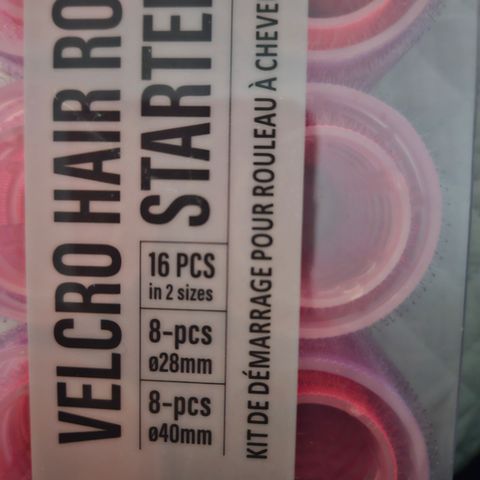 VELCRO HAIR RO
STARTE
16 PCS
in 2 sizes
8-pcs
ø28mm
8-pcs
ø40mm
KIT DE DÉMARRAGE POUR ROULEAU À CHEVE